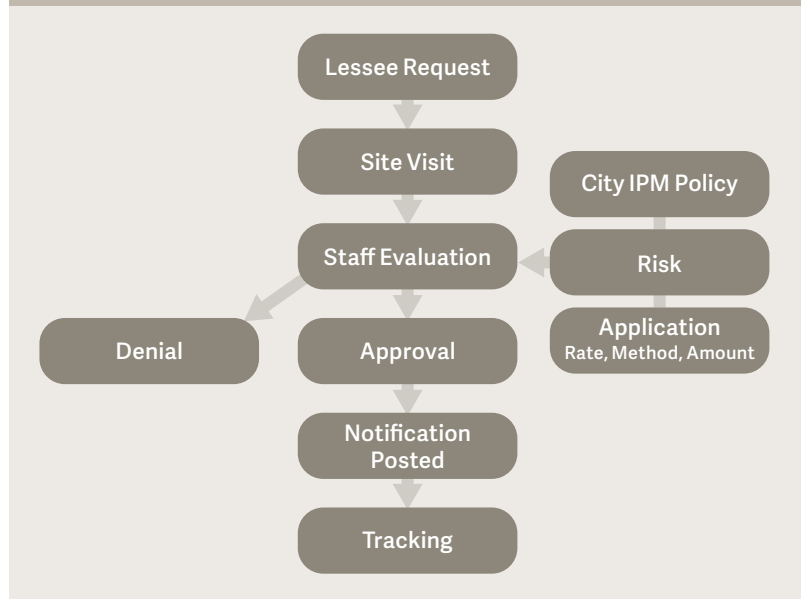 Lessee Request
Site Visit
City IPM Policy
Staff Evaluation
Risk
Application
Rate, Method, Amount
Denial
Approval
Notification
Posted
Tracking